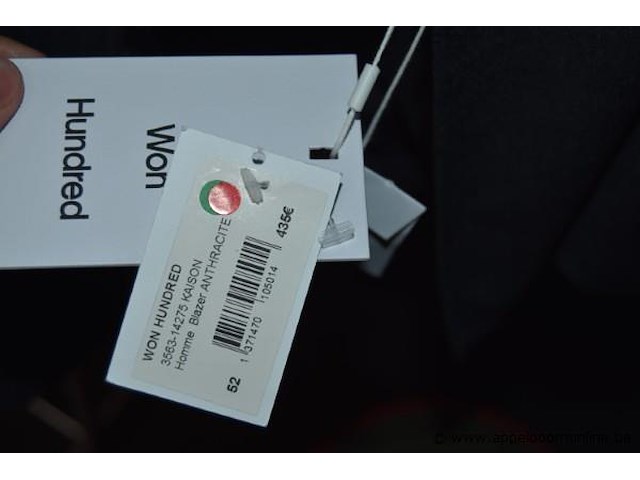 Won
Hundred
WON HUNDRED
3563-14275 KAISON
Homme Blazer ANTHRACITE
1 371470 105014
52
435€